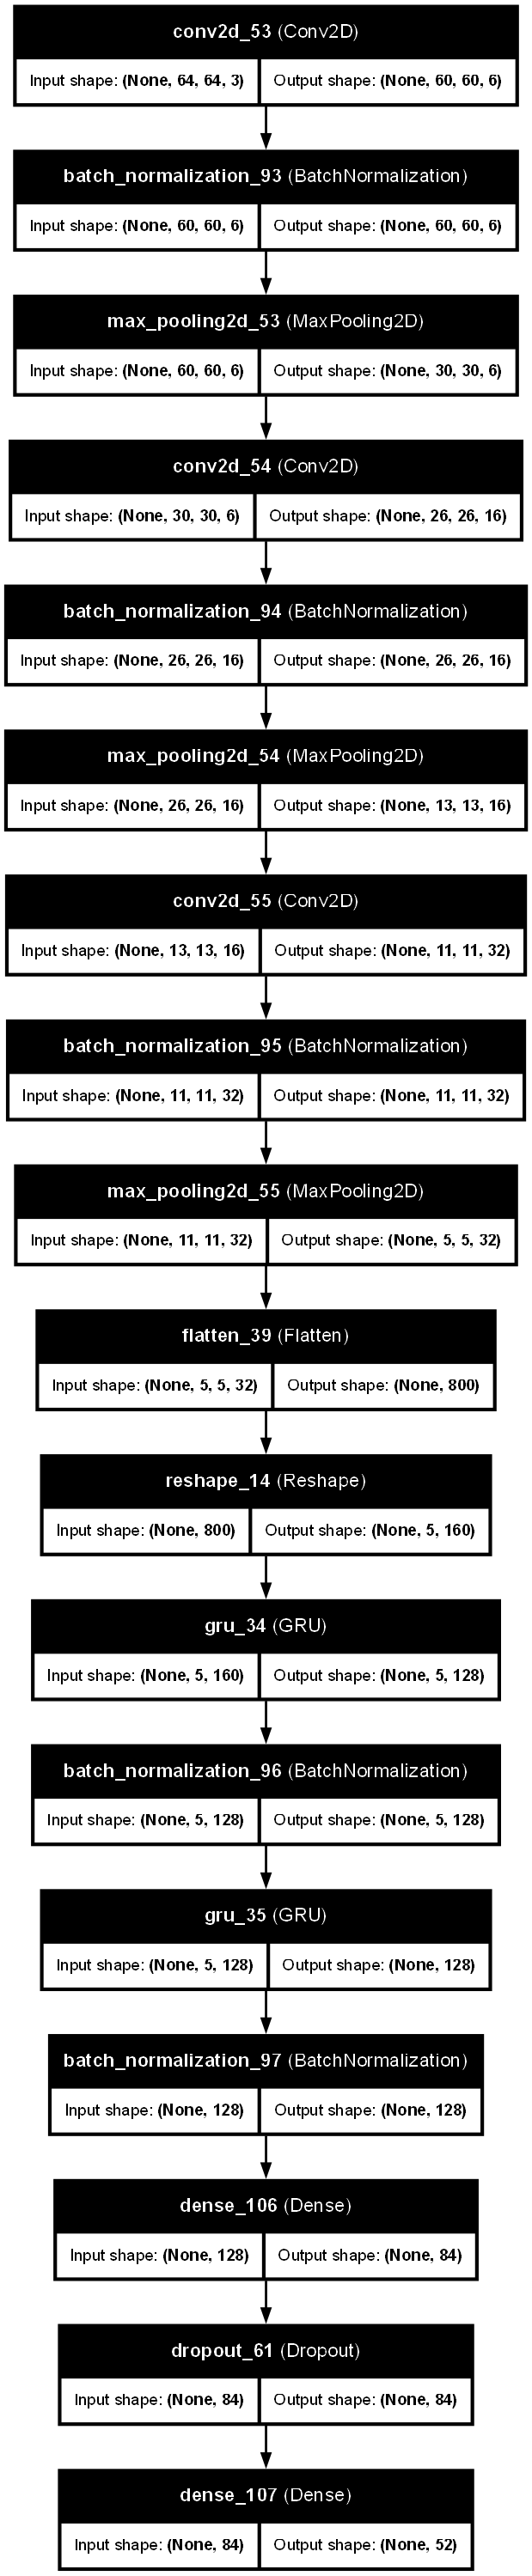 conv2d_53 (Conv2D)
Input shape: (None, 64, 64, 3) Output shape: (None, 60, 60, 6)
batch_normalization_93 (BatchNormalization)
Input shape: (None, 60, 60, 6) Output shape: (None, 60, 60, 6)
max_pooling2d_53 (MaxPooling2D)
Input shape: (None, 60, 60, 6) Output shape: (None, 30, 30, 6)
conv2d_54 (Conv2D)
Input shape: (None, 30, 30, 6) Output shape: (None, 26, 26, 16)
batch_normalization_94 (BatchNormalization)
Input shape: (None, 26, 26, 16) Output shape: (None, 26, 26, 16)
max_pooling2d_54 (MaxPooling2D)
Input shape: (None, 26, 26, 16) Output shape: (None, 13, 13, 16)
conv2d_55 (Conv2D)
Input shape: (None, 13, 13, 16) Output shape: (None, 11, 11, 32)
batch_normalization_95 (BatchNormalization)
Input shape: (None, 11, 11, 32) Output shape: (None, 11, 11, 32)
max_pooling2d_55 (MaxPooling2D)
Input shape: (None, 11, 11, 32) Output shape: (None, 5, 5, 32)
flatten_39 (Flatten)
Input shape: (None, 5, 5, 32) Output shape: (None, 800)
reshape_14 (Reshape)
Input shape: (None, 800) Output shape: (None, 5, 160)
gru_34 (GRU)
Input shape: (None, 5, 160) Output shape: (None, 5, 128)
batch_normalization_96 (BatchNormalization)
Input shape: (None, 5, 128) Output shape: (None, 5, 128)
gru_35 (GRU)
Input shape: (None, 5, 128) Output shape: (None, 128)
batch_normalization_97 (BatchNormalization)
Input shape: (None, 128) Output shape: (None, 128)
dense_106 (Dense)
Input shape: (None, 128) Output shape: (None, 84)
dropout_61 (Dropout)
Input shape: (None, 84) Output shape: (None, 84)
dense_107 (Dense)
Input shape: (None, 84) Output shape: (None, 52)